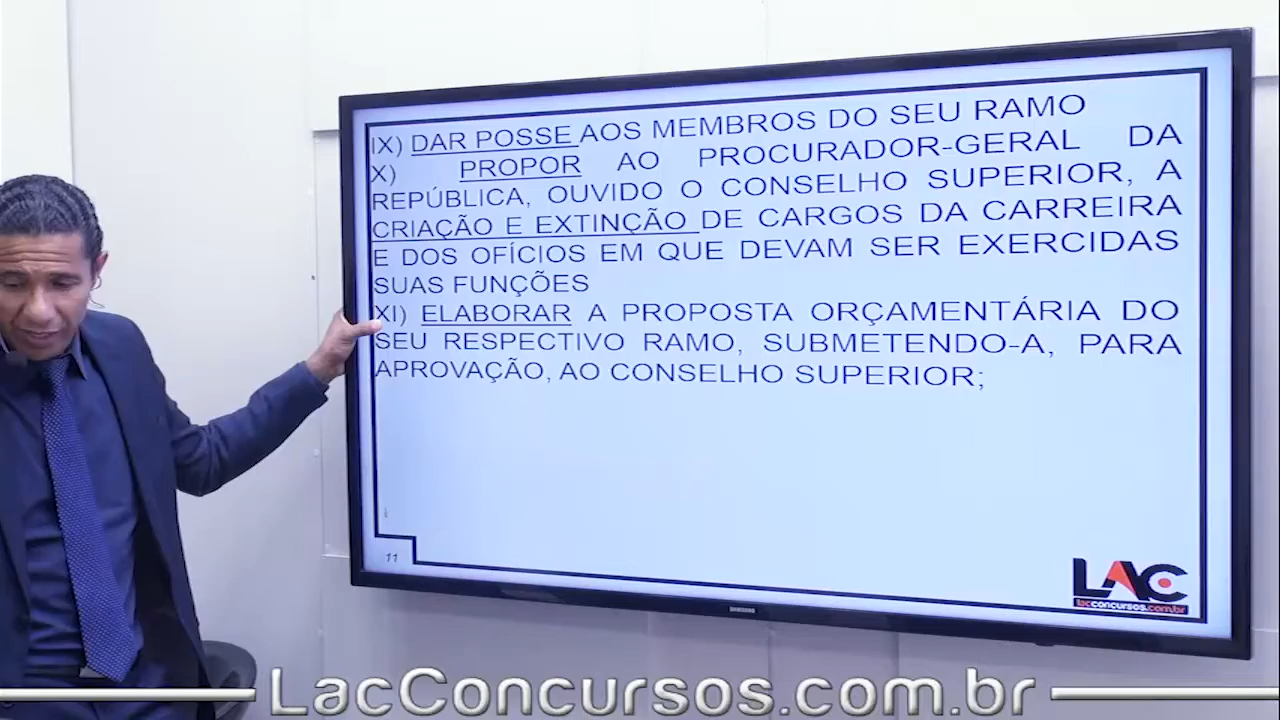 IX) DAR POSSE AOS MEMBROS DO SEU RAMO
X) PROPOR AO PROCURADOR-GERAL DA
REPÚBLICA, OUVIDO O CONSELHO SUPERIOR, A
CRIAÇÃO E EXTINÇÃO DE CARGOS DA CARREIRA
E DOS OFÍCIOS EM QUE DEVAM SER EXERCIDAS
SUAS FUNÇÕES
XI) ELABORAR A PROPOSTA ORÇAMENTÁRIA DO
SEU RESPECTIVO RAMO, SUBMETENDO-A, PARA
APROVAÇÃO, AO CONSELHO SUPERIOR;
11
LAC
lacconcursos.com.br
SAMSUNG
LacConcursos.com.br